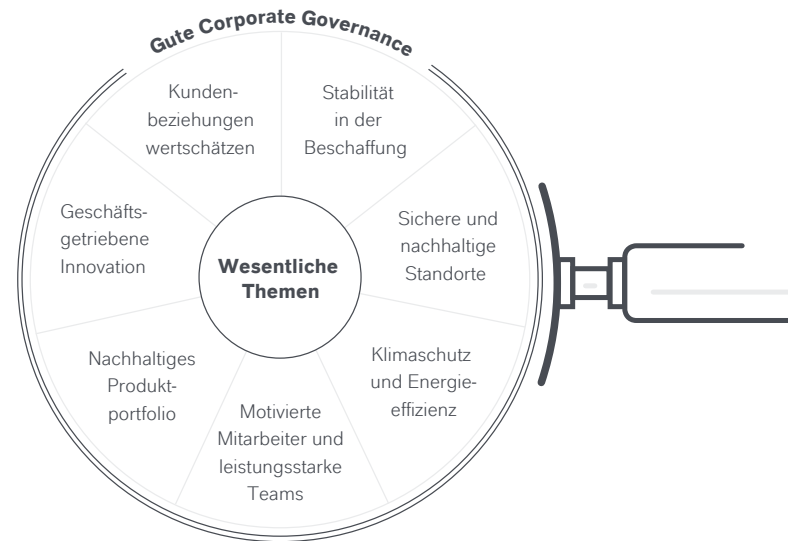 Gute Corporate Governance
Kunden-
beziehungen
wertschätzen
Stabilität
in der
Beschaffung
Sichere und
nachhaltige
Standorte
Klimaschutz
und Energie-
effizienz
Motivierte
Mitarbeiter und
leistungsstarke
Teams
Nachhaltiges
Produkt-
portfolio
Geschäfts-
getriebene
Innovation
Wesentliche
Themen